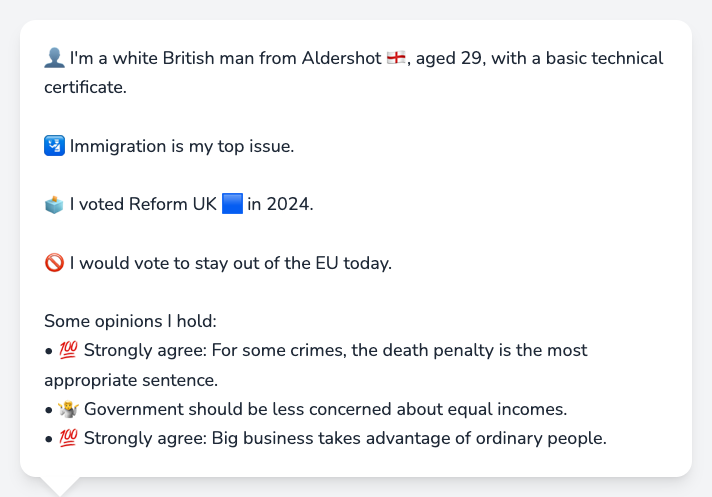 👤 I'm a white British man from Aldershot 🏴󠁧󠁢󠁥󠁮󠁧󠁿, aged 29, with a basic technical
certificate.
🛂 Immigration is my top issue.
🗳️ I voted Reform UK 🟦 in 2024.
🚫 I would vote to stay out of the EU today.
Some opinions I hold:
• 💯 Strongly agree: For some crimes, the death penalty is the most
appropriate sentence.
• 🤷 Government should be less concerned about equal incomes.
• 💯 Strongly agree: Big business takes advantage of ordinary people.